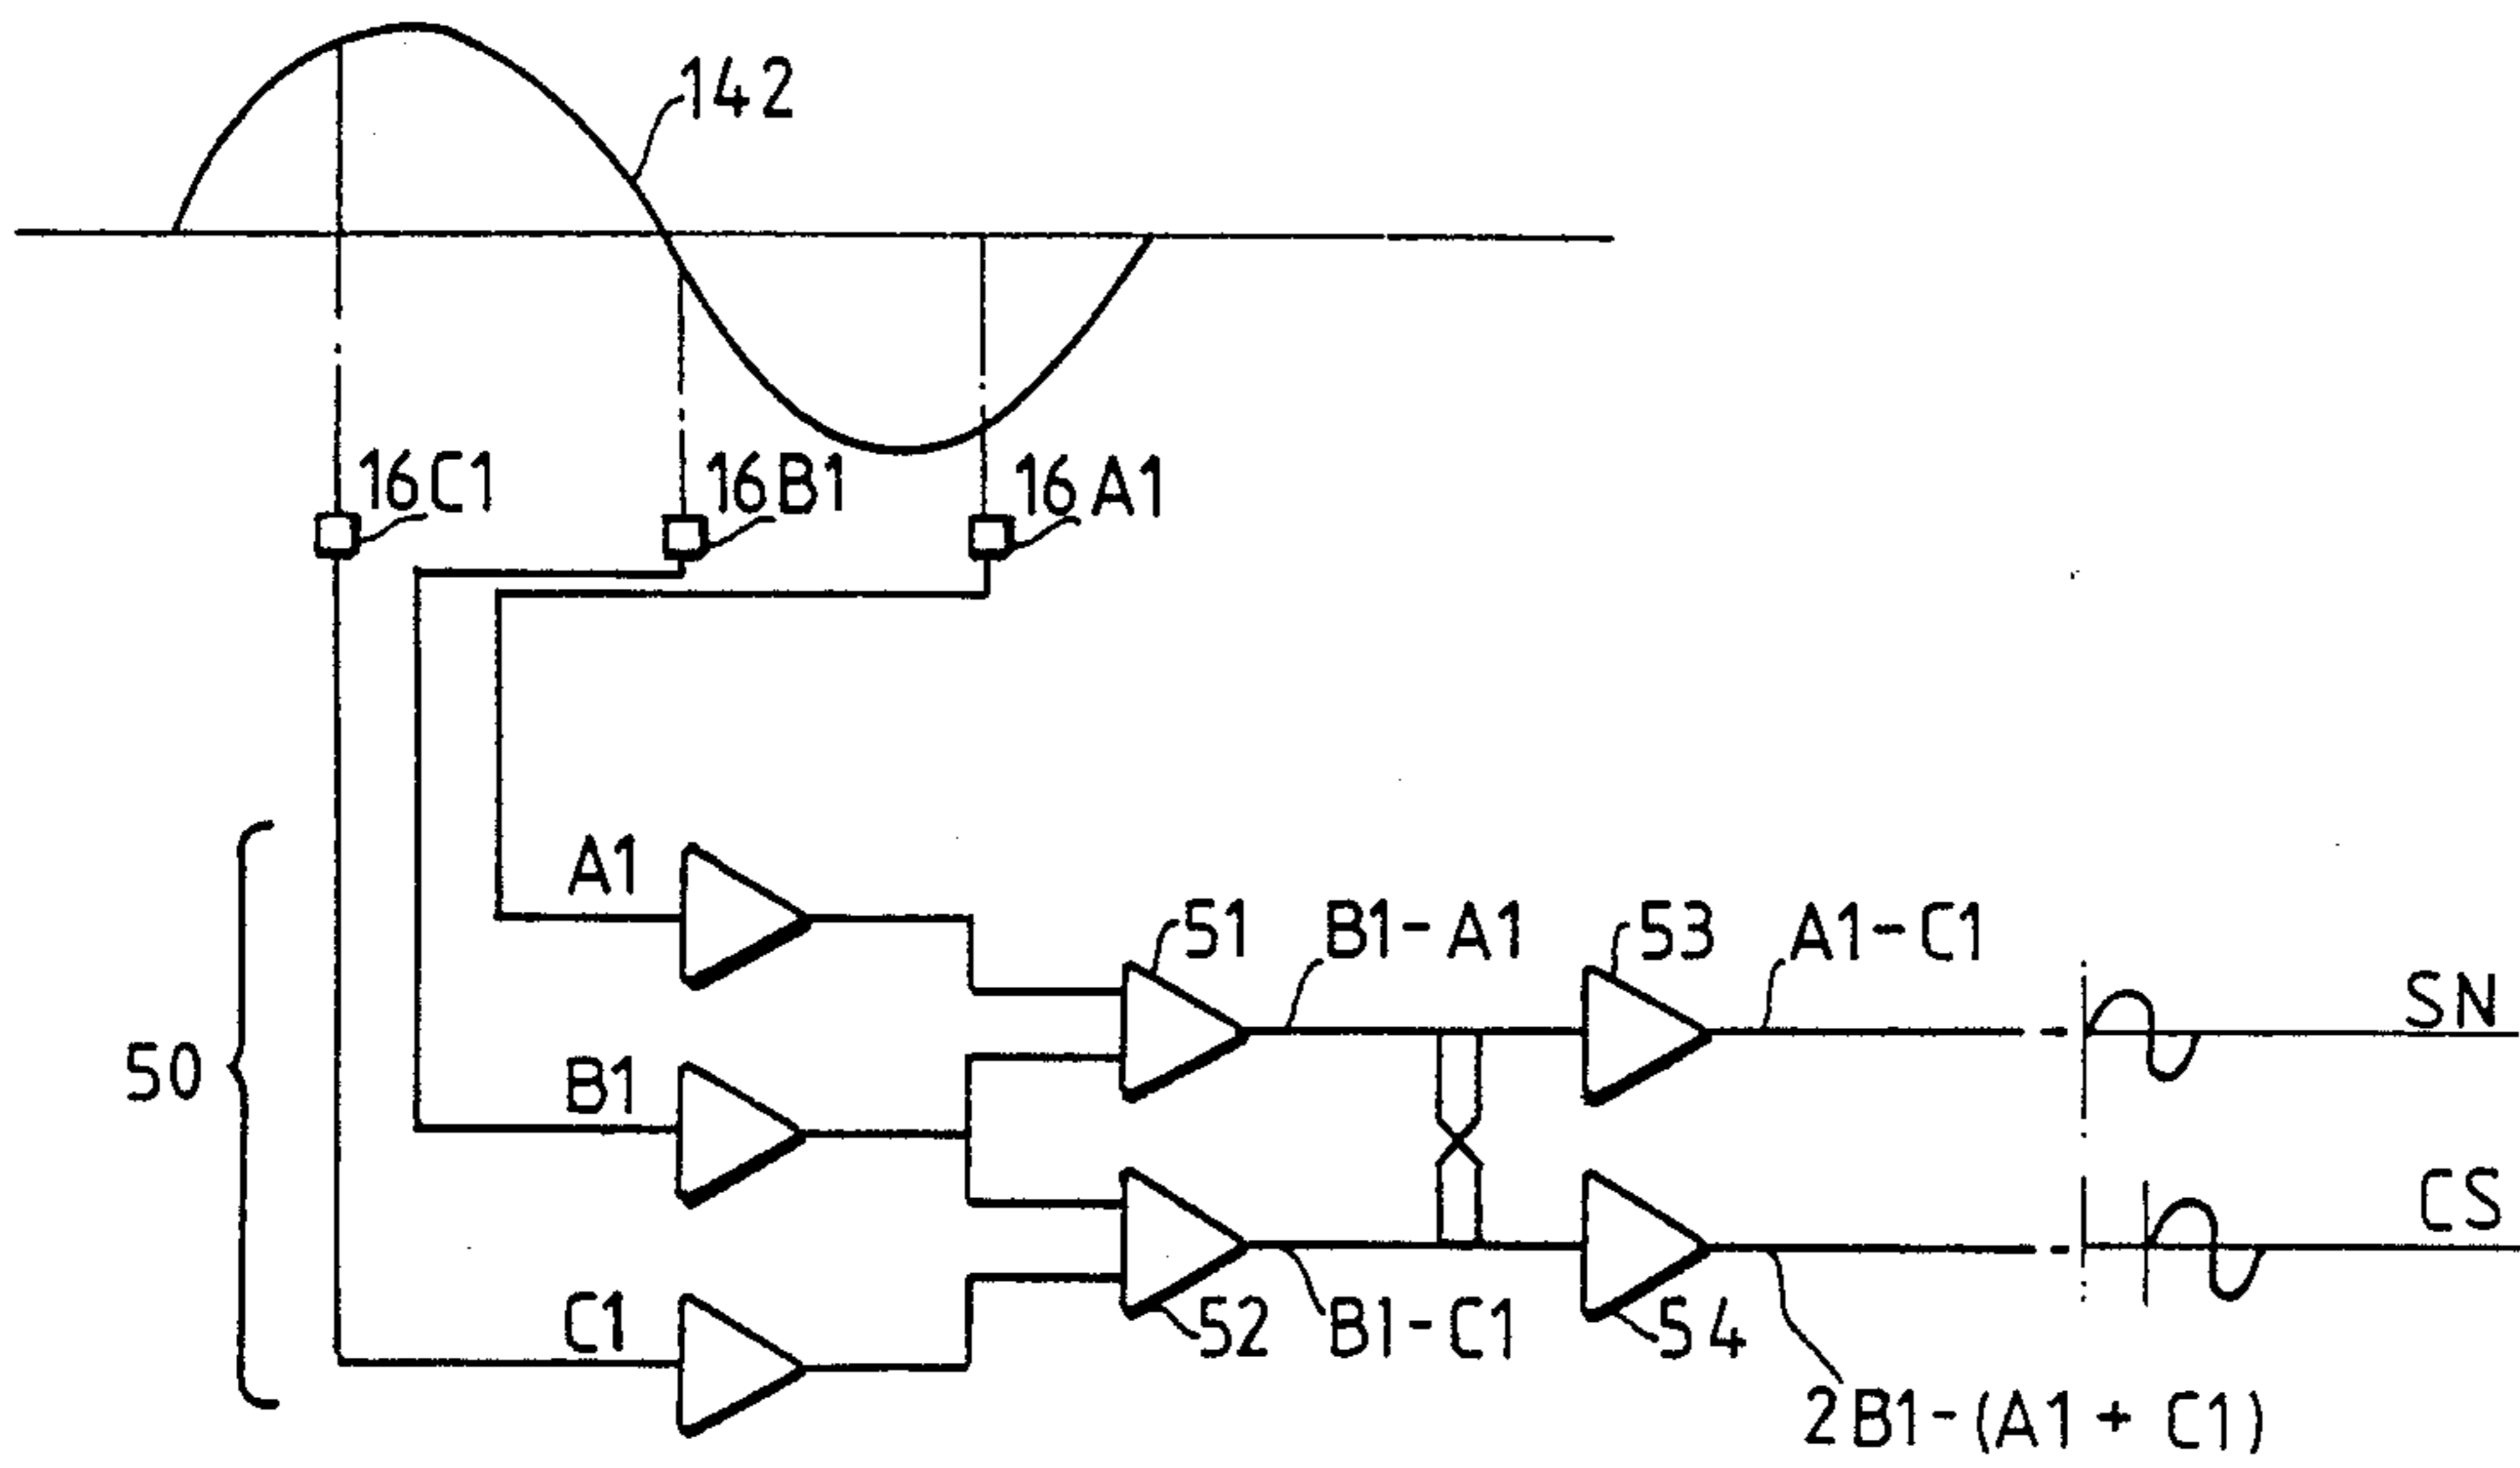 142
16C1
16B1
16A1
A1
51
B1-A1
53
A1-C1
SN
50
B1
CS
C1
52
B1-C1
54
2B1-(A1+C1)